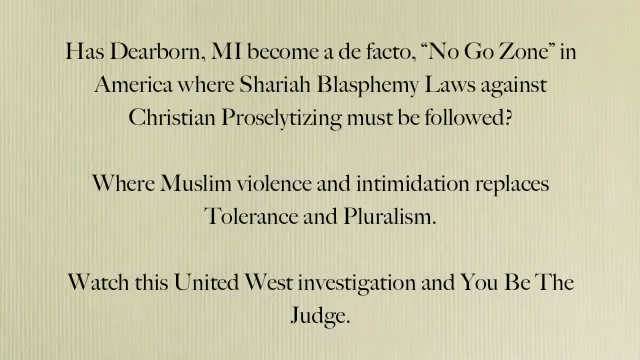 Has Dearborn, MI become a de facto, “No Go Zone” in
America where Shariah Blasphemy Laws against
Christian Proselytizing must be followed?
Where Muslim violence and intimidation replaces
Tolerance and Pluralism.
Watch this United West investigation and You Be The
Judge.